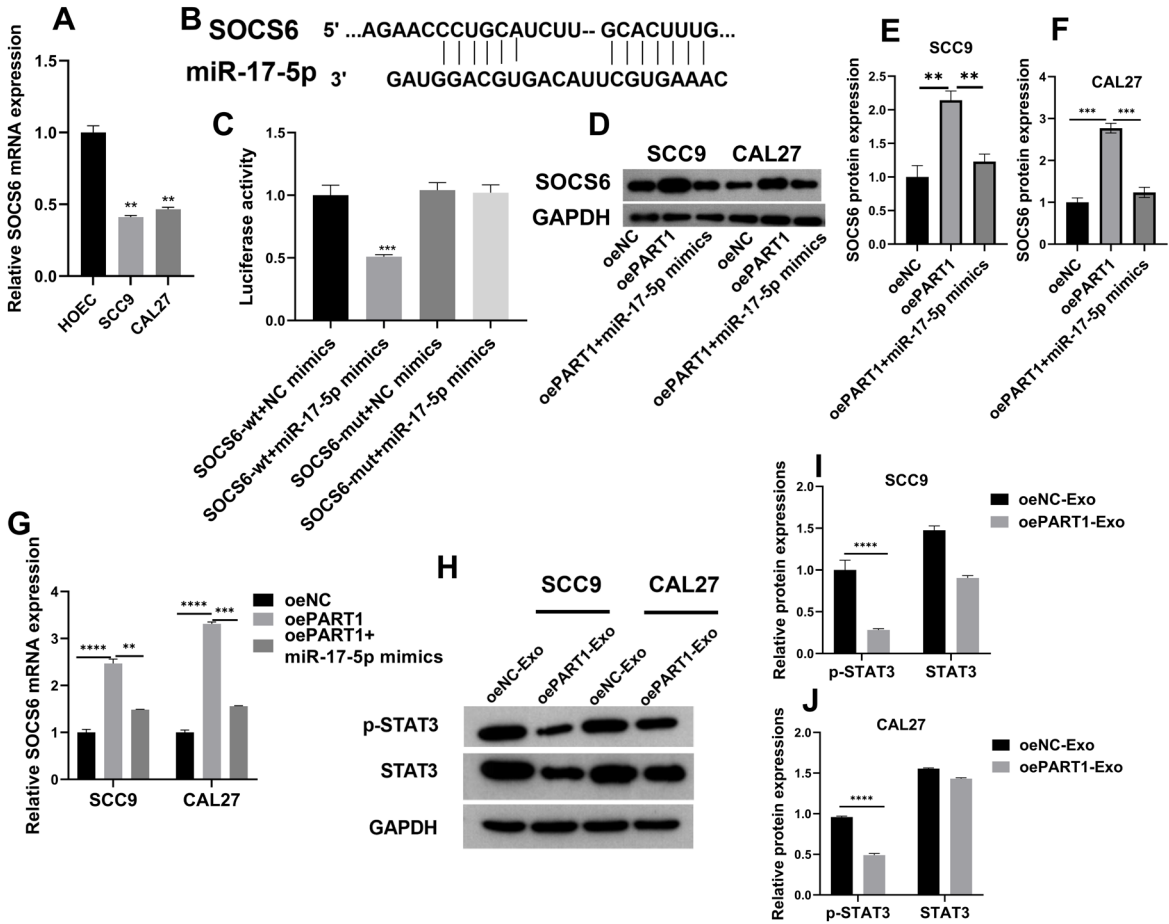 A
Relative SOCS6 mRNA expression
1.5
1.0
0.5
0.0
**
**
HOEC
SCC9
CAL27
B
SOCS6 5' ...AGAACCCUGCAUCUU-- GCACUUUG...
miR-17-5p 3' GAUGGACGUGACAUUCGUGAAAC
C
Luciferase activity
1.5
1.0
0.5
0.0
***
SOCS6-wt+NC mimics
SOCS6-wt+miR-17-5p mimics
SOCS6-mut+NC mimics
SOCS6-mut+miR-17-5p mimics
D
SCC9 CAL27
SOCS6
GAPDH
oeNC
oePART1
oePART1+miR-17-5p mimics
oeNC
oePART1
oePART1+miR-17-5p mimics
E
SCC9
SOCS6 protein expression
2.5
2.0
1.5
1.0
0.5
0.0
** **
oeNC
oePART1
oePART1+miR-17-5p mimics
F
CAL27
SOCS6 protein expression
4
3
2
1
0
*** ***
oeNC
oePART1
oePART1+miR-17-5p mimics
G
Relative SOCS6 mRNA expression
4
3
2
1
0
**** **
**** ***
SCC9 CAL27
oeNC
oePART1
oePART1+
miR-17-5p mimics
H
SCC9 CAL27
oeNC-Exo
oePART1-Exo
oeNC-Exo
oePART1-Exo
p-STAT3
STAT3
GAPDH
I
SCC9
Relative protein expressions
2.0
1.5
1.0
0.5
0.0
****
p-STAT3 STAT3
oeNC-Exo
oePART1-Exo
J
CAL27
Relative protein expressions
2.0
1.5
1.0
0.5
0.0
****
p-STAT3 STAT3
oeNC-Exo
oePART1-Exo